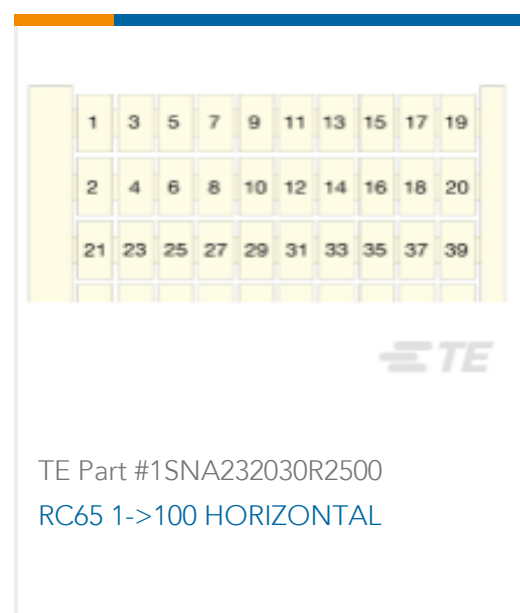 1 3 5 7 9 11 13 15 17 19
2 4 6 8 10 12 14 16 18 20
21 23 25 27 29 31 33 35 37 39
TE
TE Part #1SNA232030R2500
RC65 1->100 HORIZONTAL